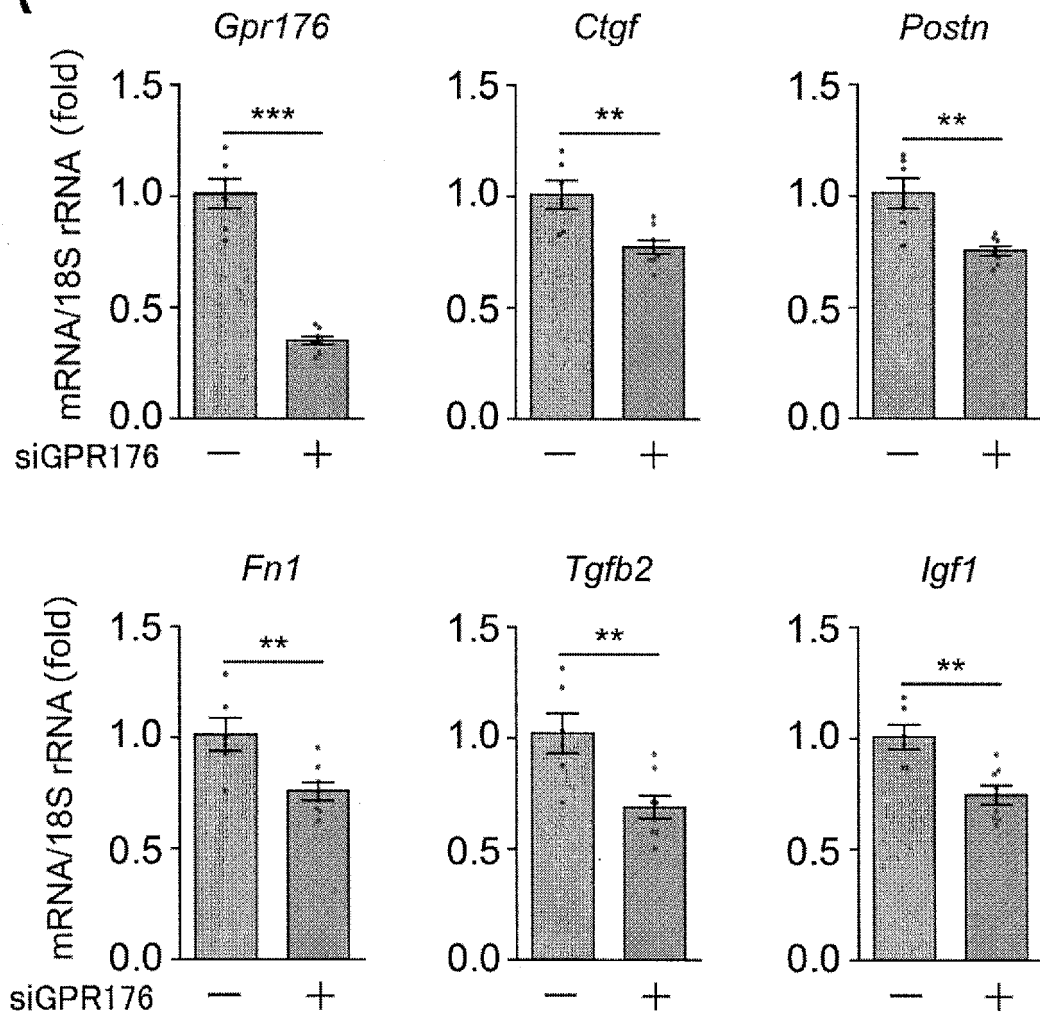 Gpr176 Ctgf Postn
mRNA/18S rRNA (fold)
1.5 1.5 1.5
*** ** **
1.0 1.0 1.0
0.5 0.5 0.5
0.0 0.0 0.0
siGPR176 — + — + — +
Fn1 Tgfb2 Igf1
mRNA/18S rRNA (fold)
1.5 1.5 1.5
** ** **
1.0 1.0 1.0
0.5 0.5 0.5
0.0 0.0 0.0
siGPR176 — + — + — +